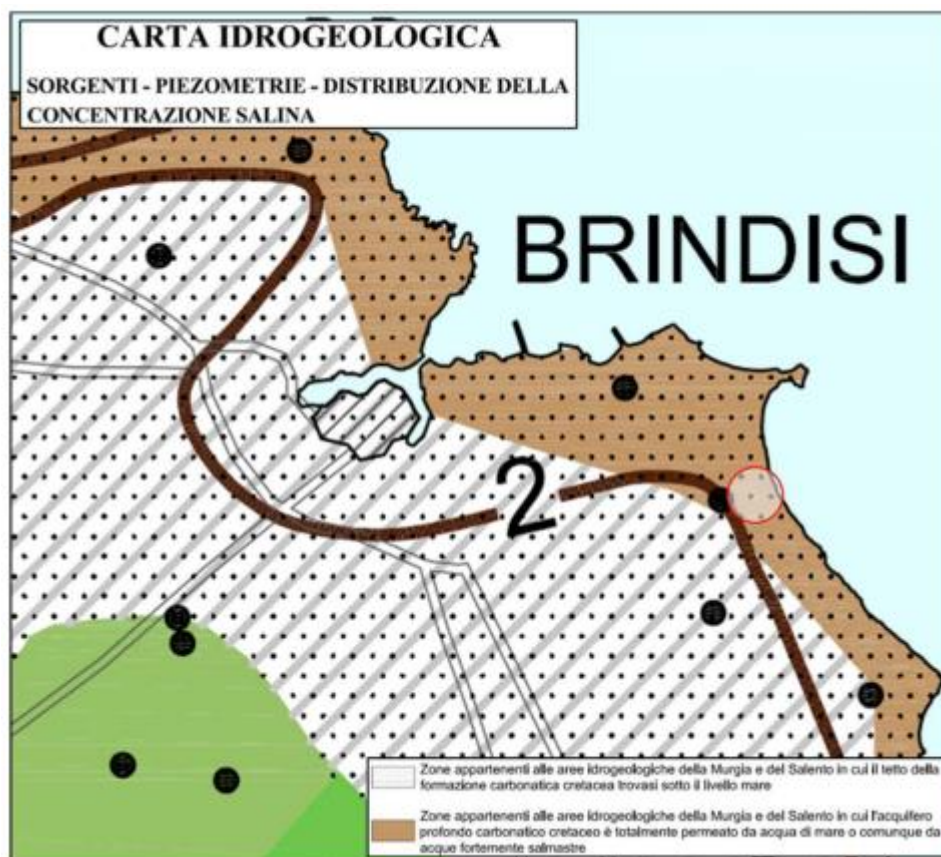 CARTA IDROGEOLOGICA
SORGENTI - PIEZOMETRIE - DISTRIBUZIONE DELLA
CONCENTRAZIONE SALINA
BRINDISI
2
Zone appartenenti alle aree idrogeologiche della Murgia e del Salento in cui il tetto della
formazione carbonatica cretacea trovasi sotto il livello mare
Zone appartenenti alle aree idrogeologiche della Murgia e del Salento in cui l'acquifero
profondo carbonatico cretaceo è totalmente permeato da acqua di mare o comunque da
acque fortemente salmastre